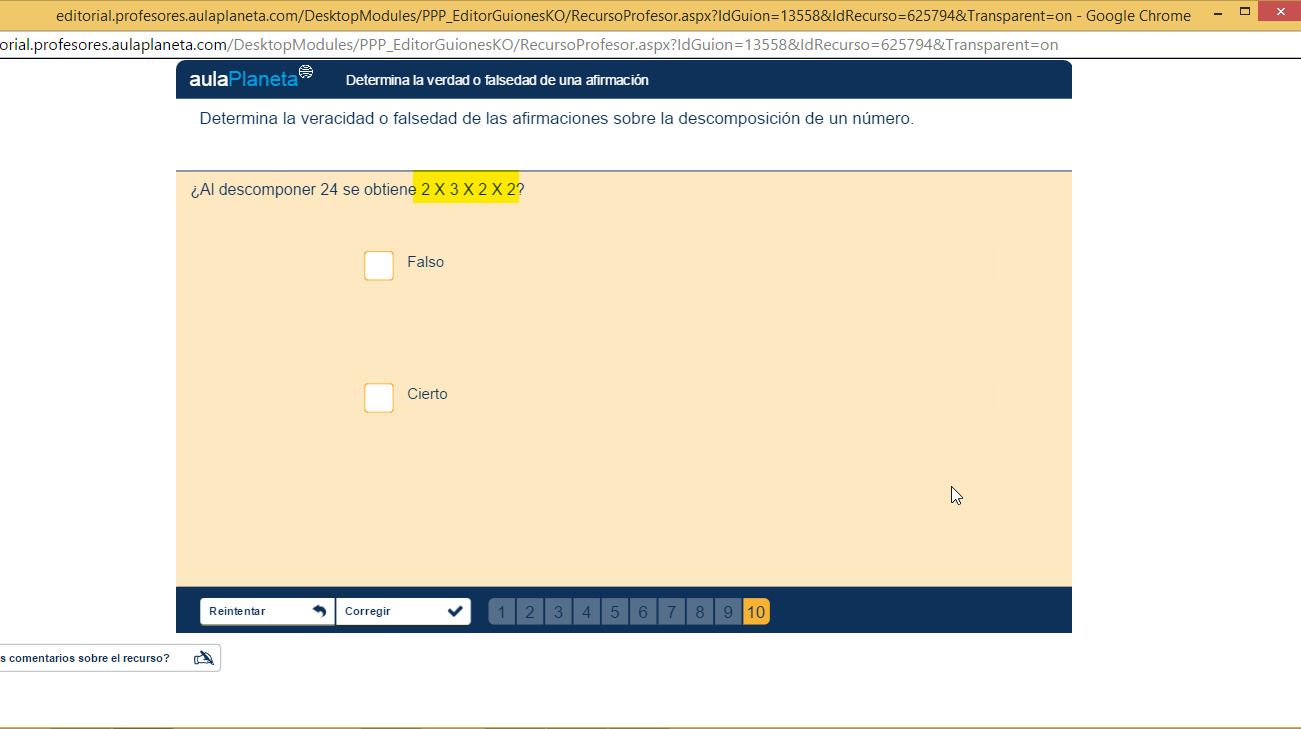 editorial.profesores.aulaplaneta.com/DesktopModules/PPP_EditorGuionesKO/RecursoProfesor.aspx?IdGuion=13558&IdRecurso=625794&Transparent=on - Google Chrome
orial.profesores.aulaplaneta.com/DesktopModules/PPP_EditorGuionesKO/RecursoProfesor.aspx?IdGuion=13558&IdRecurso=625794&Transparent=on
aulaPlaneta Determina la verdad o falsedad de una afirmación
Determina la veracidad o falsedad de las afirmaciones sobre la descomposición de un número.
¿Al descomponer 24 se obtiene 2 X 3 X 2 X 2?
Falso
Cierto
Reintentar Corregir 1 2 3 4 5 6 7 8 9 10
s comentarios sobre el recurso?